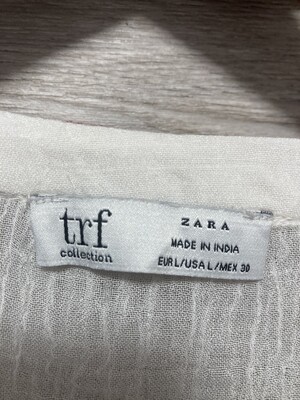 trf
collection
ZARA
MADE IN INDIA
EUR L/USA L/MEX 30